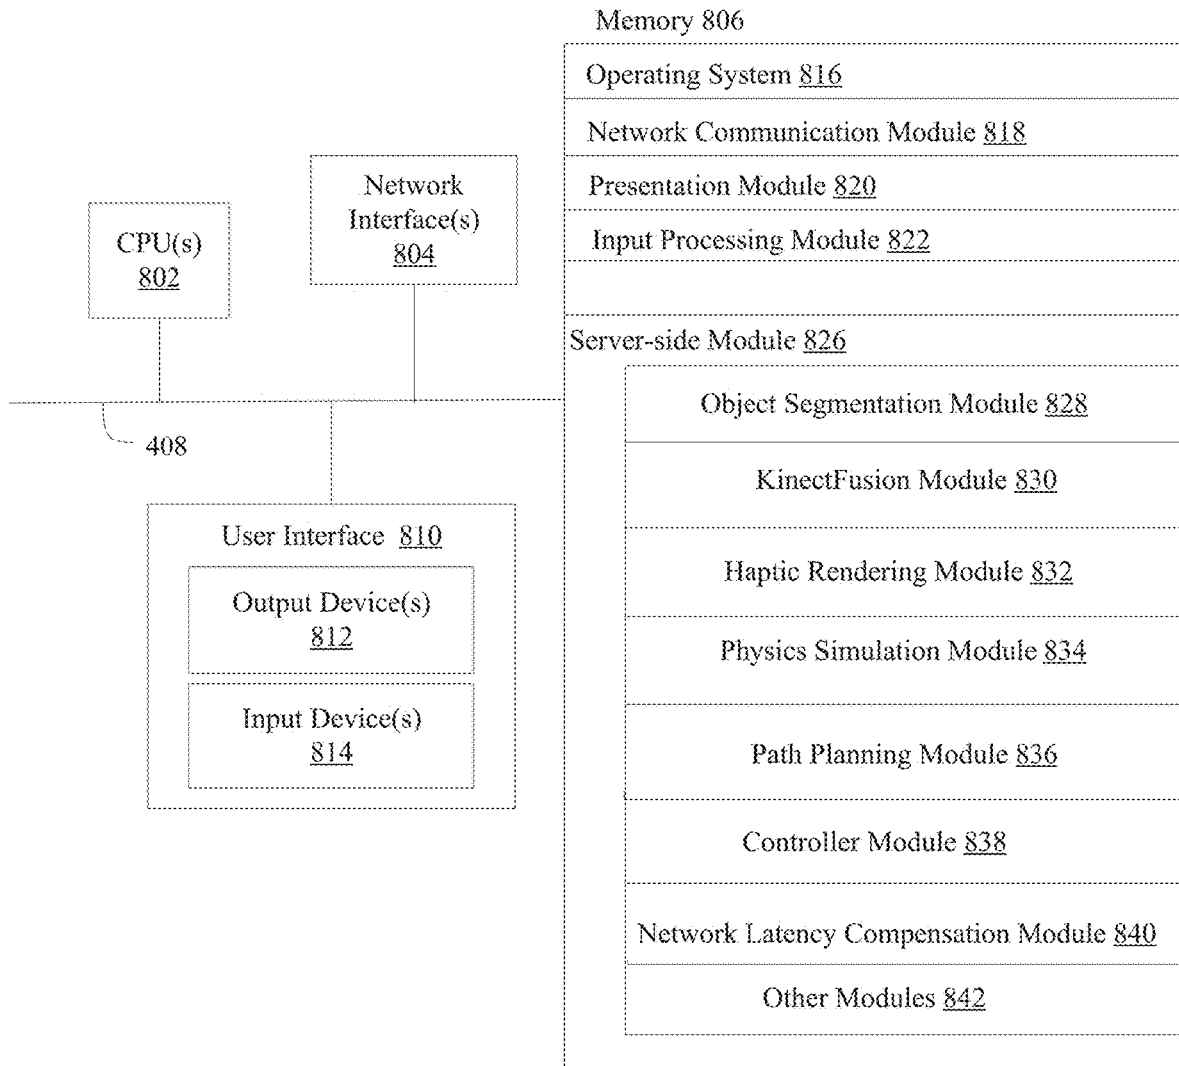 Memory 806
Operating System 816
Network Communication Module 818
Presentation Module 820
Input Processing Module 822
Network
Interface(s)
804
CPU(s)
802
Server-side Module 826
Object Segmentation Module 828
408
KinectFusion Module 830
User Interface 810
Output Device(s)
812
Input Device(s)
814
Haptic Rendering Module 832
Physics Simulation Module 834
Path Planning Module 836
Controller Module 838
Network Latency Compensation Module 840
Other Modules 842